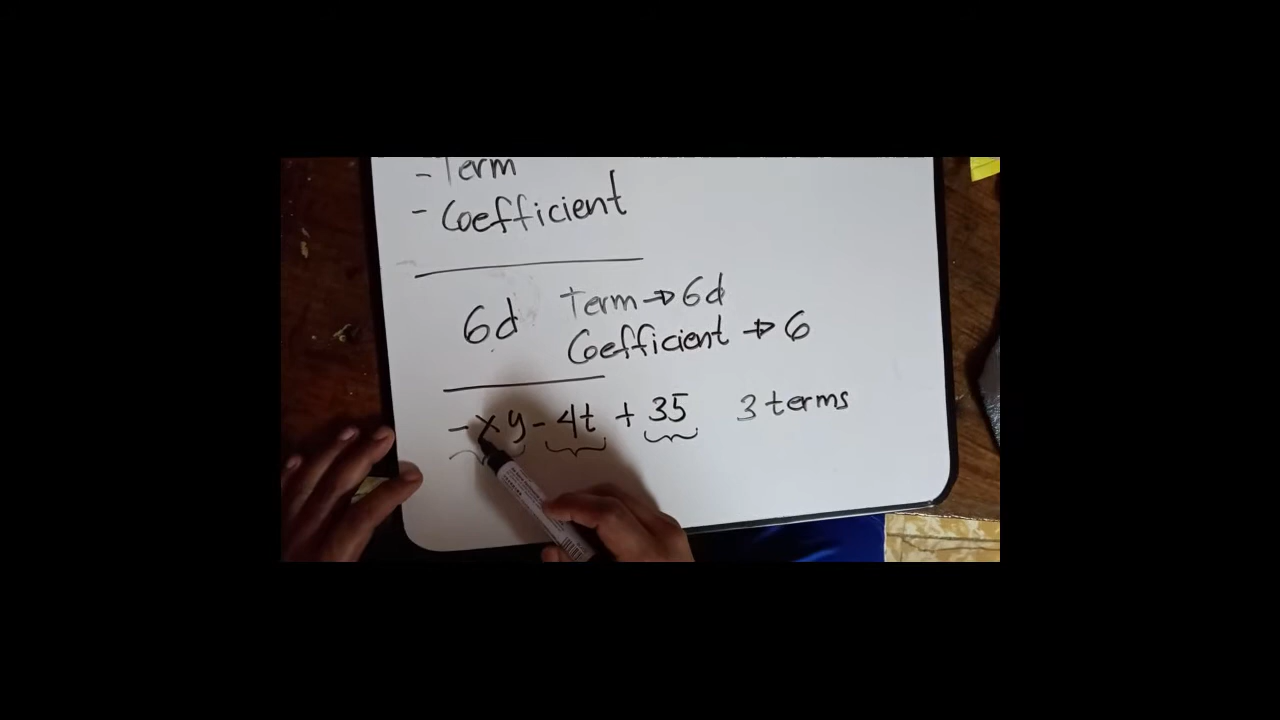 - Term
- Coefficient
6d Term → 6d
Coefficient → 6
-xy - 4t + 35 3 terms